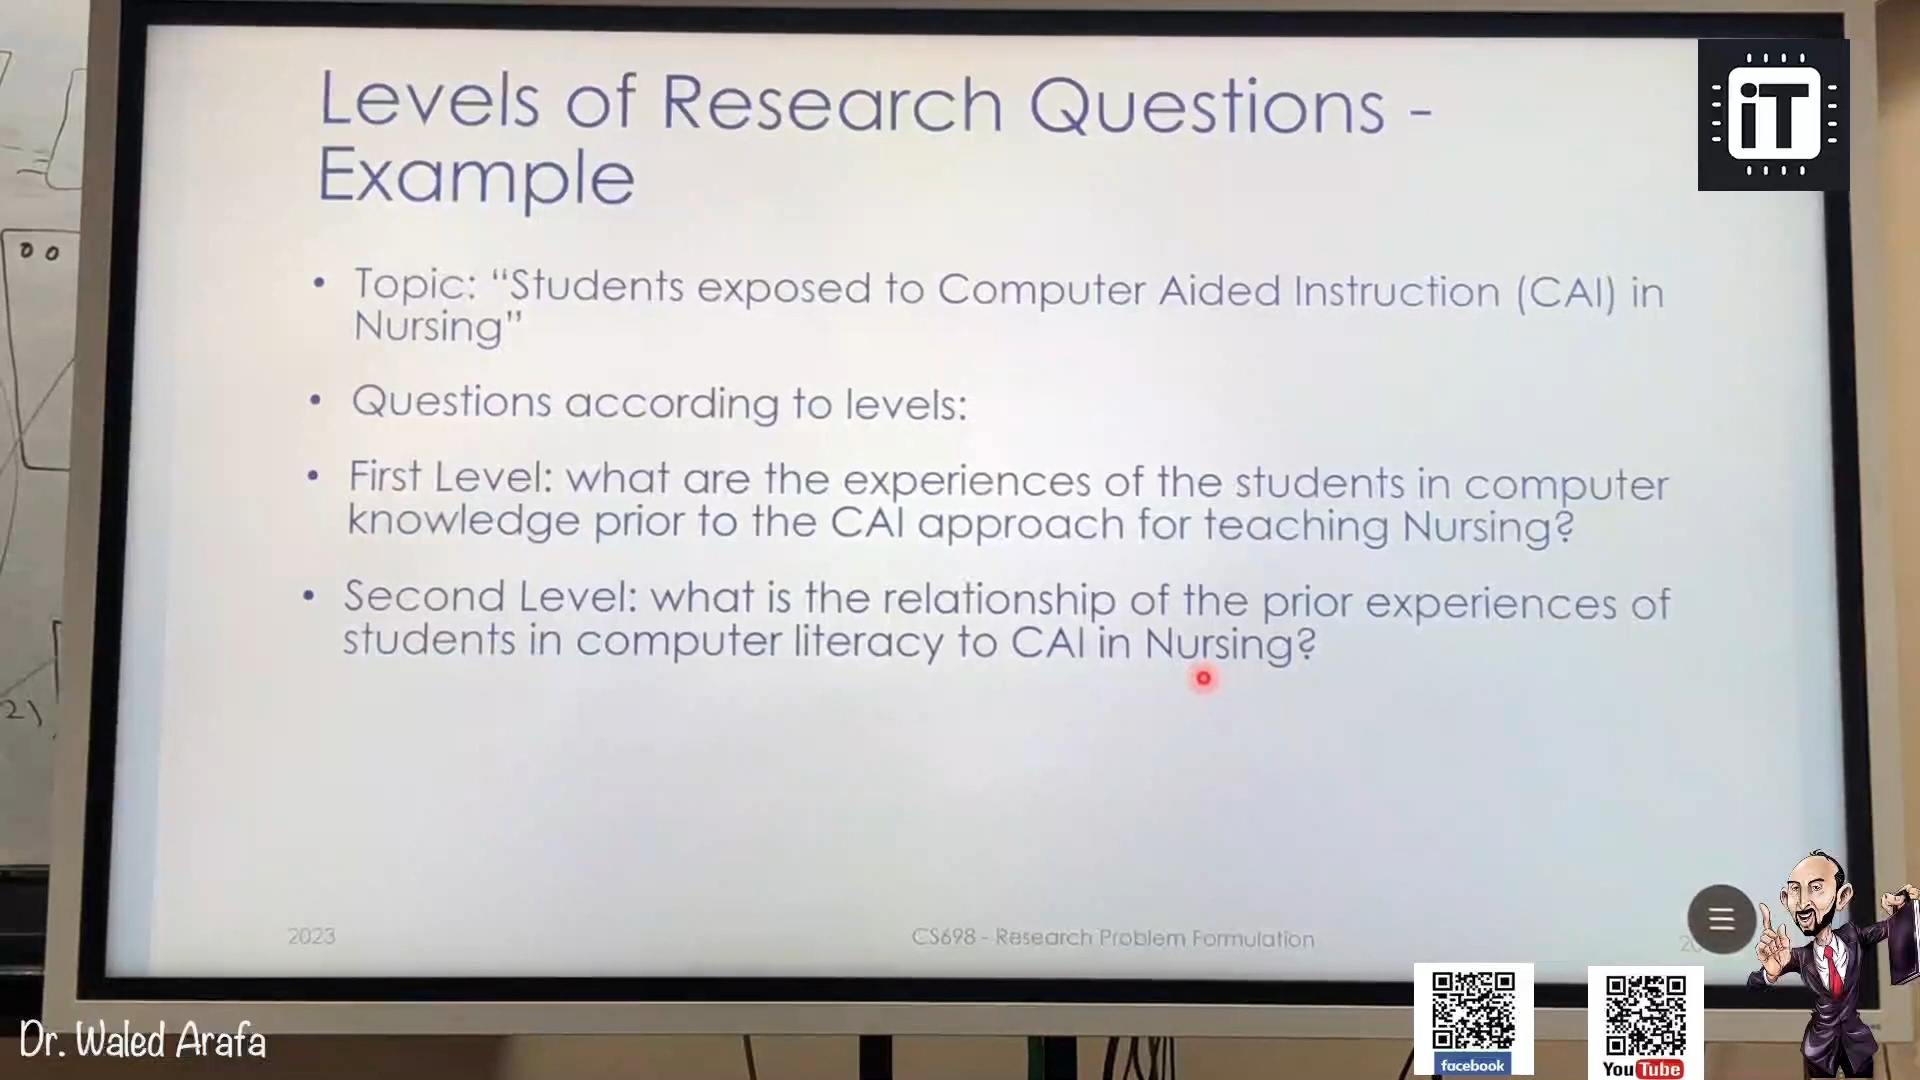 Levels of Research Questions -
Example
• Topic: “Students exposed to Computer Aided Instruction (CAI) in
Nursing”
• Questions according to levels:
• First Level: what are the experiences of the students in computer
knowledge prior to the CAI approach for teaching Nursing?
• Second Level: what is the relationship of the prior experiences of
students in computer literacy to CAI in Nursing?
2023
CS698 - Research Problem Formulation
iT
2)
Dr. Waled Arafa
facebook
YouTube